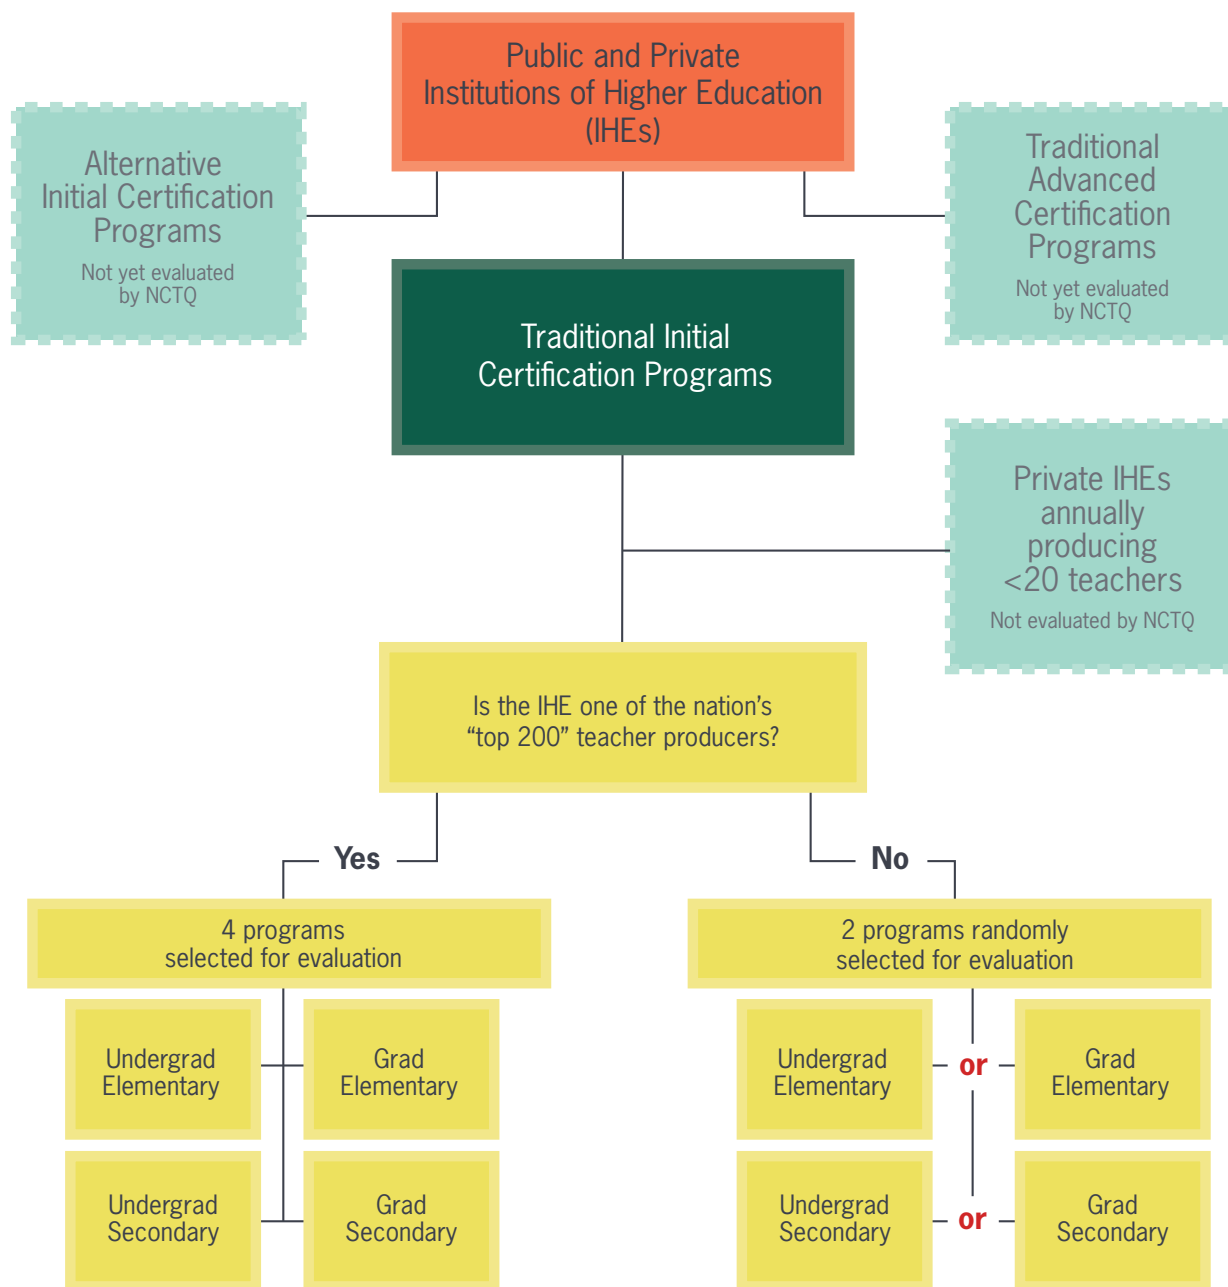 Public and Private
Institutions of Higher Education
(IHEs)
Alternative
Initial Certification
Programs
Not yet evaluated
by NCTQ
Traditional
Advanced
Certification
Programs
Not yet evaluated
by NCTQ
Traditional Initial
Certification Programs
Private IHEs
annually
producing
<20 teachers
Not evaluated by NCTQ
Is the IHE one of the nation’s
“top 200” teacher producers?
Yes
No
4 programs
selected for evaluation
2 programs randomly
selected for evaluation
Undergrad
Elementary
Grad
Elementary
Undergrad
Elementary
or
Grad
Elementary
Undergrad
Secondary
Grad
Secondary
Undergrad
Secondary
or
Grad
Secondary